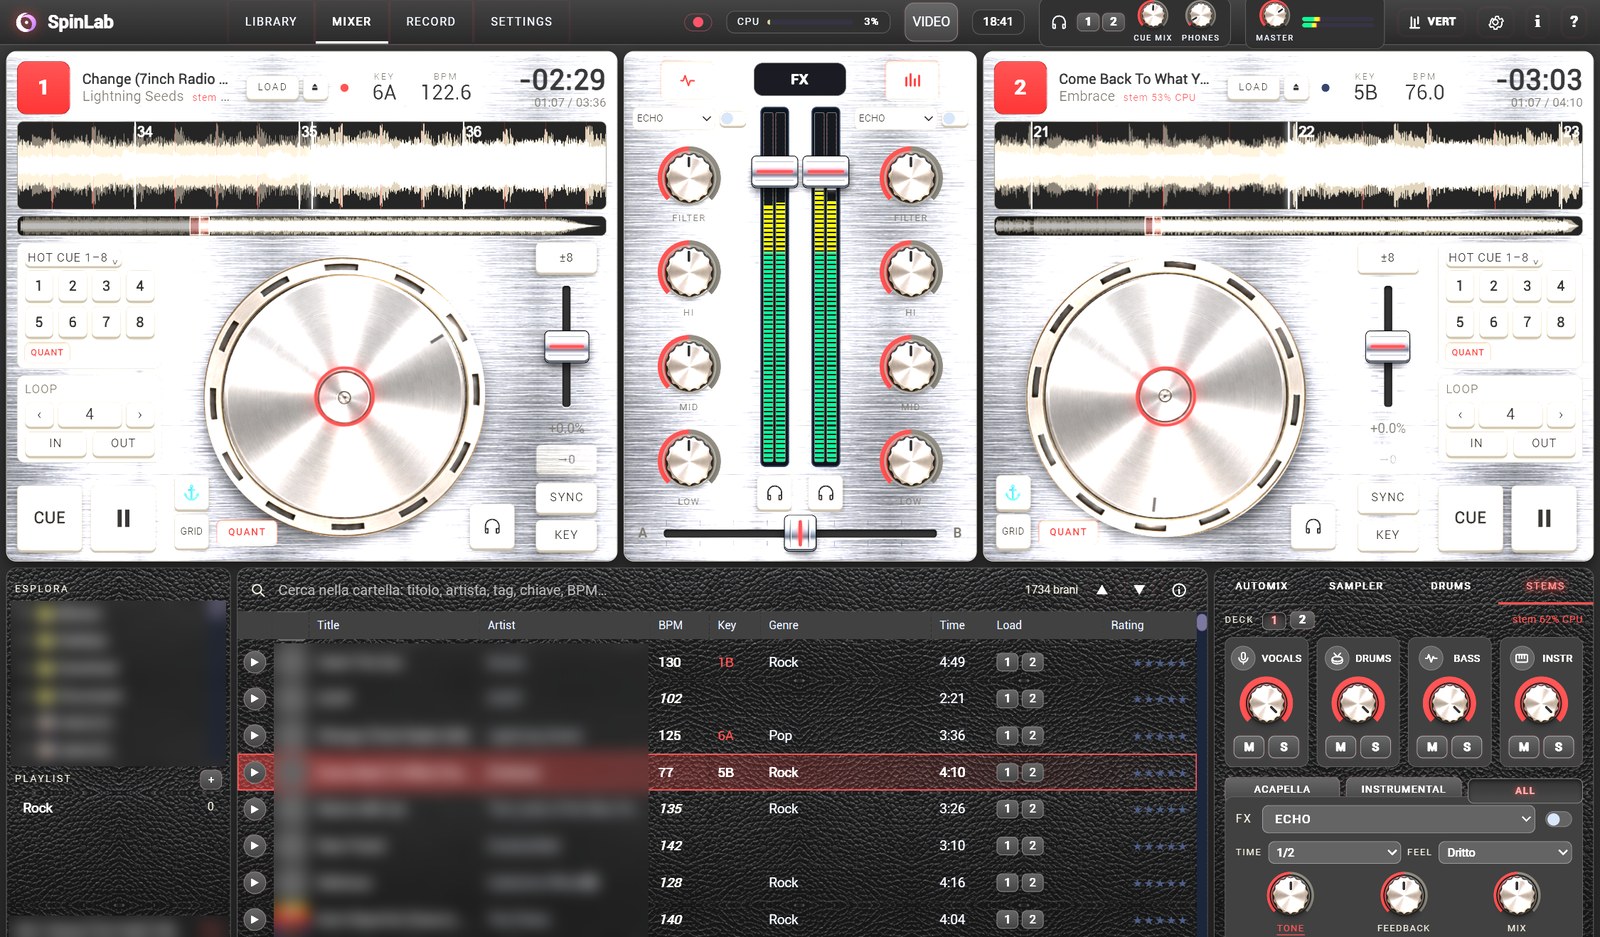 SpinLab LIBRARY MIXER RECORD SETTINGS CPU 3% VIDEO 18:41 1 2 CUE MIX PHONES MASTER VERT i ?
1 Change (7inch Radio ... LOAD KEY 6A BPM 122.6 -02:29
Lightning Seeds stem ... 01:07 / 03:36
34 35 36
HOT CUE 1-8 ±8
1 2 3 4
5 6 7 8
QUANT
LOOP
‹ 4 ›
IN OUT
+0.0%
→0
CUE GRID QUANT SYNC
KEY
FX
ECHO ECHO
FILTER FILTER
HI HI
MID MID
LOW LOW
A B
2 Come Back To What Y... LOAD KEY 5B BPM 76.0 -03:03
Embrace stem 53% CPU 01:07 / 04:10
21 22 23
±8 HOT CUE 1-8
1 2 3 4
5 6 7 8
QUANT
LOOP
‹ 4 ›
IN OUT
+0.0%
→0
GRID QUANT SYNC CUE
KEY
ESPLORA
PLAYLIST +
Rock 0
Cerca nella cartella: titolo, artista, tag, chiave, BPM... 1734 brani
Title Artist BPM Key Genre Time Load Rating
130 1B Rock 4:49 1 2
102 2:21 1 2
125 6A Pop 3:36 1 2
77 5B Rock 4:10 1 2
135 Rock 3:26 1 2
142 3:10 1 2
128 Rock 4:16 1 2
140 Rock 4:04 1 2
AUTOMIX SAMPLER DRUMS STEMS
DECK 1 2 stem 62% CPU
VOCALS DRUMS BASS INSTR
M S M S M S M S
ACAPELLA INSTRUMENTAL ALL
FX ECHO
TIME 1/2 FEEL Dritto
TONE FEEDBACK MIX